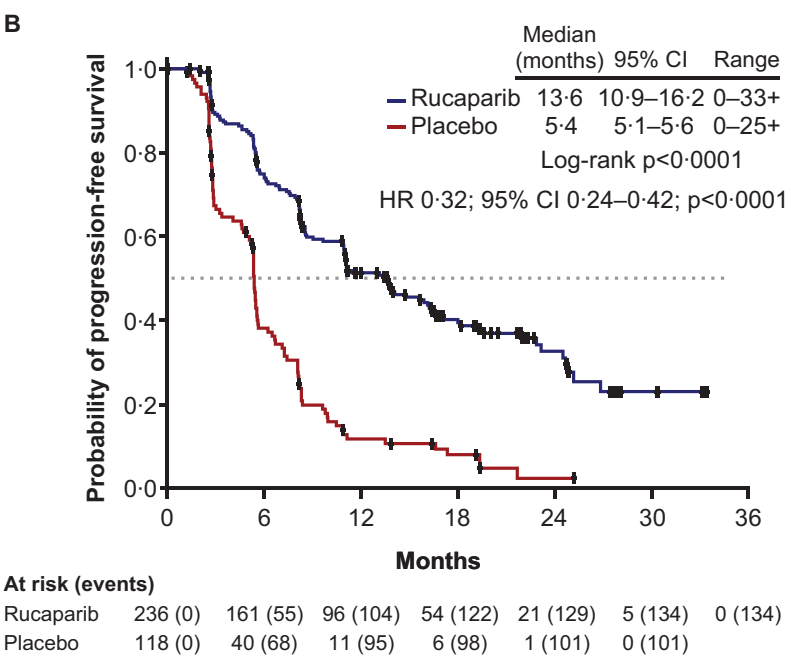 B
Median
(months) 95% CI Range
Rucaparib 13·6 10·9–16·2 0–33+
Placebo 5·4 5·1–5·6 0–25+
Log-rank p<0·0001
HR 0·32; 95% CI 0·24–0·42; p<0·0001
Probability of progression-free survival
1·0
0·8
0·6
0·4
0·2
0·0
0 6 12 18 24 30 36
Months
At risk (events)
Rucaparib 236 (0) 161 (55) 96 (104) 54 (122) 21 (129) 5 (134) 0 (134)
Placebo 118 (0) 40 (68) 11 (95) 6 (98) 1 (101) 0 (101)